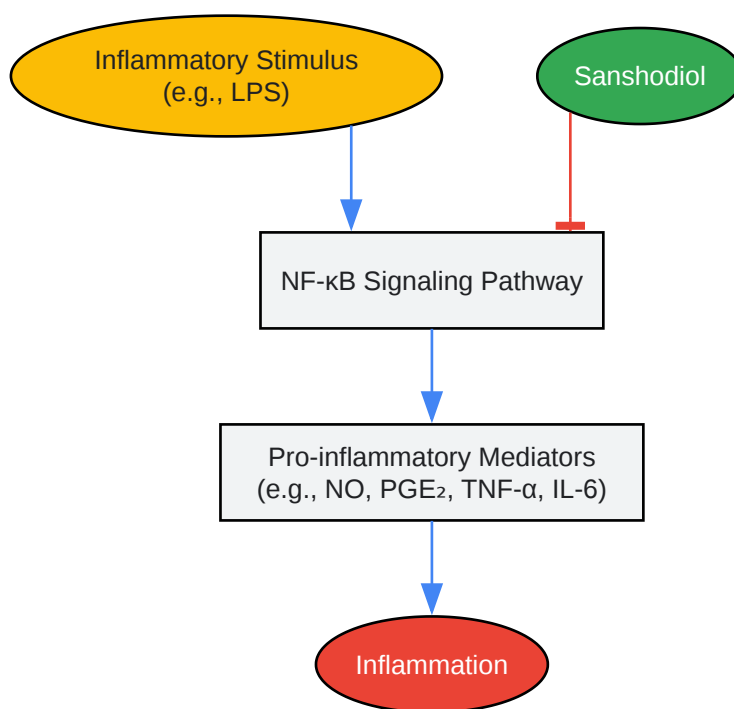 Inflammatory Stimulus
(e.g., LPS)
Sanshodiol
NF-κB Signaling Pathway
Pro-inflammatory Mediators
(e.g., NO, PGE₂, TNF-α, IL-6)
Inflammation